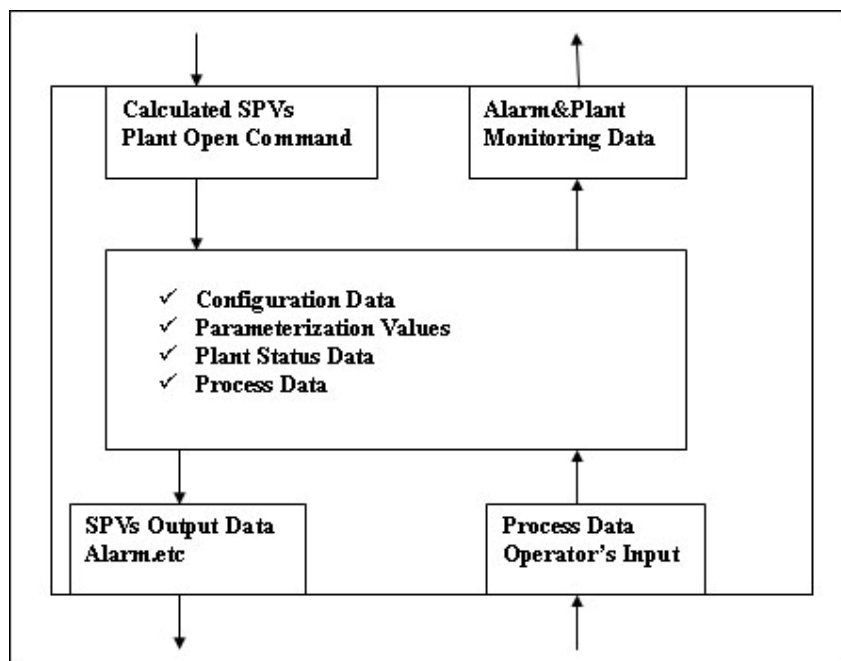 Calculated SPVs
Plant Open Command
Alarm&Plant
Monitoring Data
✓ Configuration Data
✓ Parameterization Values
✓ Plant Status Data
✓ Process Data
SPVs Output Data
Alarm.etc
Process Data
Operator's Input